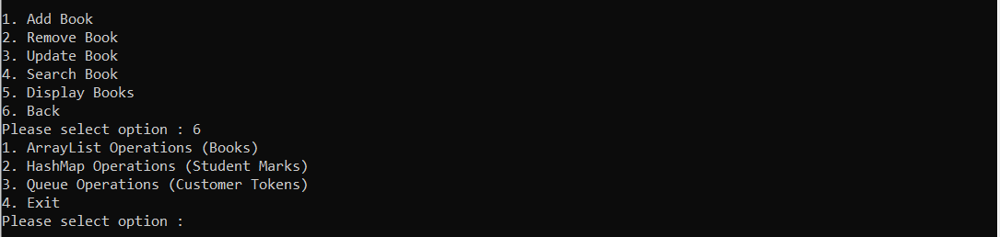 1. Add Book
2. Remove Book
3. Update Book
4. Search Book
5. Display Books
6. Back
Please select option : 6
1. ArrayList Operations (Books)
2. HashMap Operations (Student Marks)
3. Queue Operations (Customer Tokens)
4. Exit
Please select option :